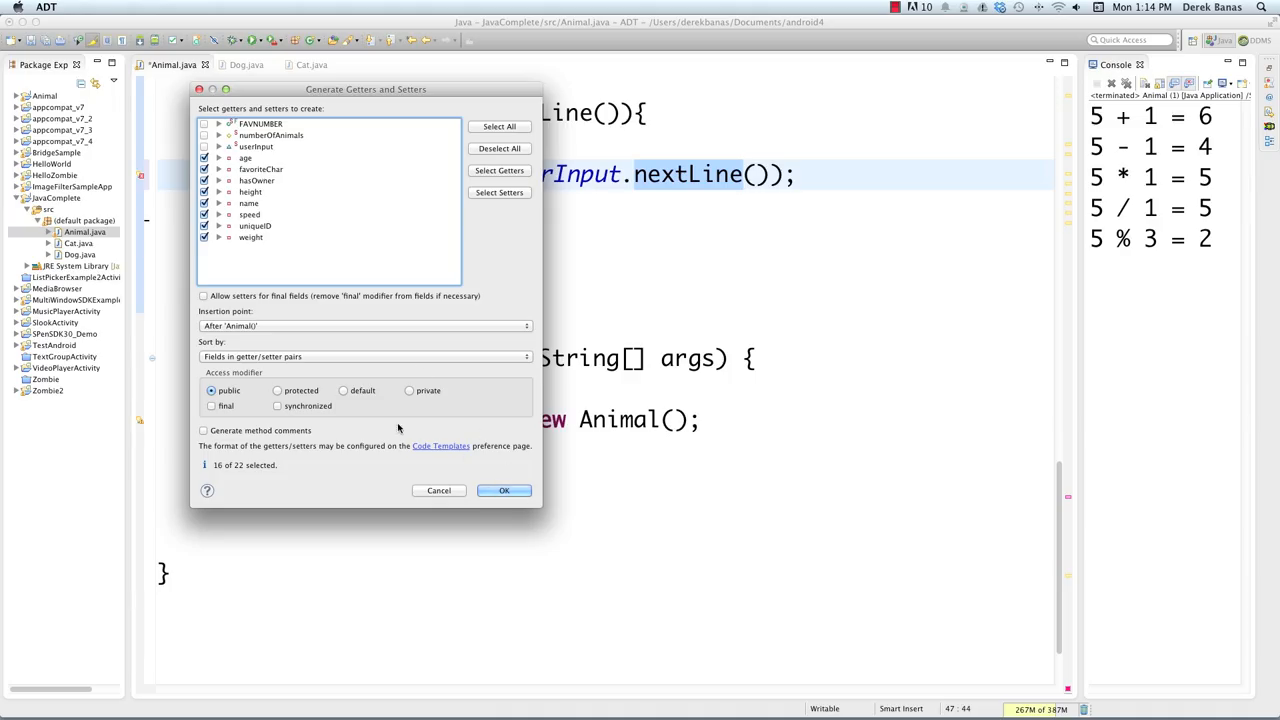 ADT
10
Mon 1:14 PM Derek Banas
Java – JavaComplete/src/Animal.java – ADT – /Users/derekbanas/Documents/android4
Quick Access
Java
DDMS
Package Exp
*Animal.java
Dog.java
Cat.java
Console
Animal
appcompat_v7
appcompat_v7_2
appcompat_v7_3
appcompat_v7_4
BridgeSample
HelloWorld
HelloZombie
ImageFilterSampleApp
JavaComplete
src
(default package)
Animal.java
Cat.java
Dog.java
JRE System Library [Ja
ListPickerExample2Activi
MediaBrowser
MultiWindowSDKExample
MusicPlayerActivity
SlookActivity
SPenSDK30_Demo
TestAndroid
TextGroupActivity
VideoPlayerActivity
Zombie
Zombie2
Generate Getters and Setters
Select getters and setters to create:
FAVNUMBER
numberOfAnimals
userInput
age
favoriteChar
hasOwner
height
name
speed
uniqueID
weight
Select All
Deselect All
Select Getters
Select Setters
Allow setters for final fields (remove 'final' modifier from fields if necessary)
Insertion point:
After 'Animal()'
Sort by:
Fields in getter/setter pairs
Access modifier
public protected default private
final synchronized
Generate method comments
The format of the getters/setters may be configured on the Code Templates preference page.
16 of 22 selected.
Cancel OK
Line()){
rInput.nextLine());
String[] args) {
ew Animal();
}
<terminated> Animal (1) [Java Application] /S
5 + 1 = 6
5 - 1 = 4
5 * 1 = 5
5 / 1 = 5
5 % 3 = 2
Writable
Smart Insert
47 : 44
267M of 387M